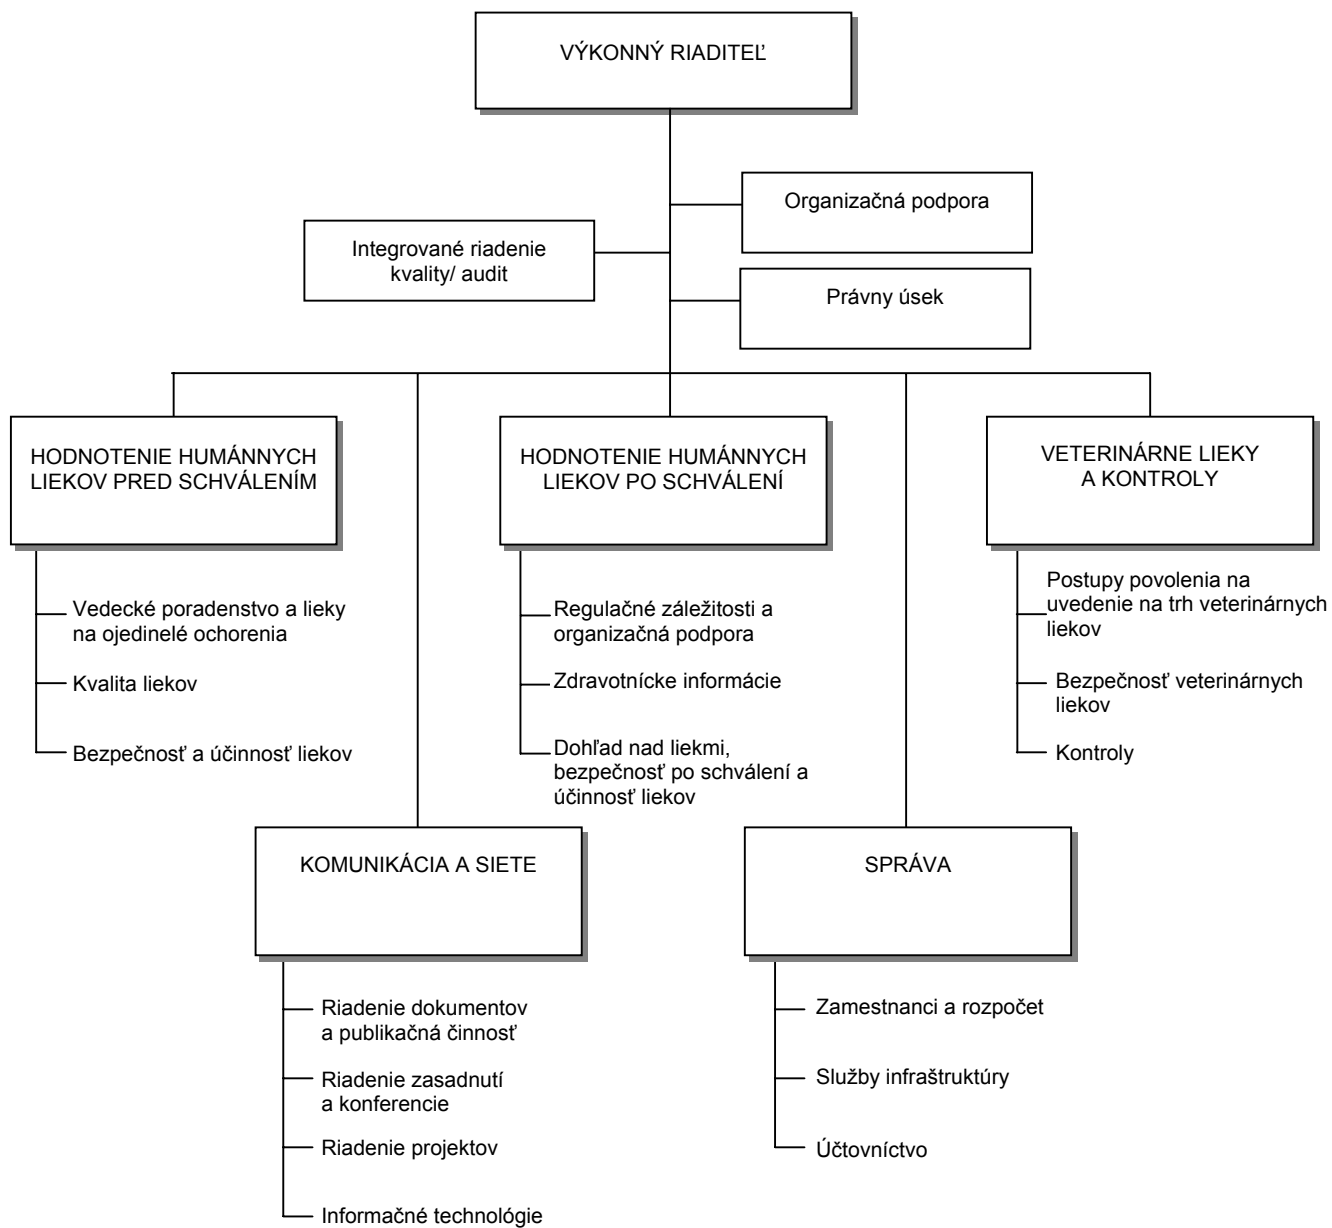 VÝKONNÝ RIADITEĽ
Organizačná podpora
Integrované riadenie
kvality/ audit
Právny úsek
HODNOTENIE HUMÁNNYCH
LIEKOV PRED SCHVÁLENÍM
Vedecké poradenstvo a lieky
na ojedinelé ochorenia
Kvalita liekov
Bezpečnosť a účinnosť liekov
HODNOTENIE HUMÁNNYCH
LIEKOV PO SCHVÁLENÍ
Regulačné záležitosti a
organizačná podpora
Zdravotnícke informácie
Dohľad nad liekmi,
bezpečnosť po schválení a
účinnosť liekov
VETERINÁRNE LIEKY
A KONTROLY
Postupy povolenia na
uvedenie na trh veterinárnych
liekov
Bezpečnosť veterinárnych
liekov
Kontroly
KOMUNIKÁCIA A SIETE
Riadenie dokumentov
a publikačná činnosť
Riadenie zasadnutí
a konferencie
Riadenie projektov
Informačné technológie
SPRÁVA
Zamestnanci a rozpočet
Služby infraštruktúry
Účtovníctvo